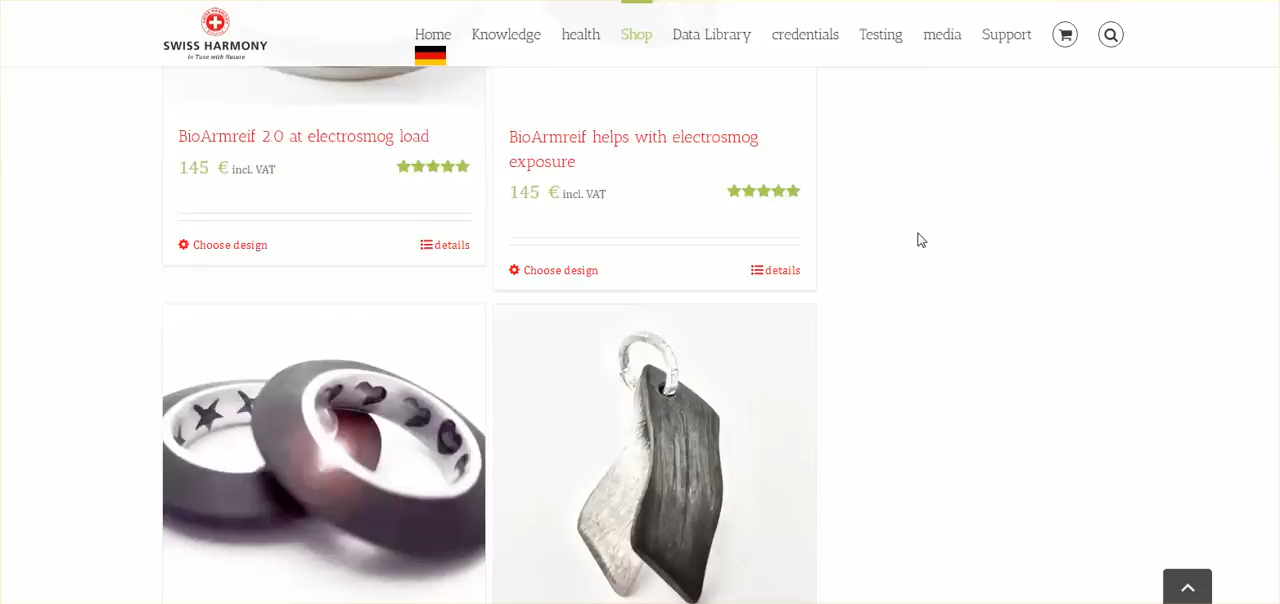 SWISS HARMONY
In Tune with Nature
Home Knowledge health Shop Data Library credentials Testing media Support
BioArmreif 2.0 at electrosmog load
145 € incl. VAT
Choose design details
BioArmreif helps with electrosmog
exposure
145 € incl. VAT
Choose design details